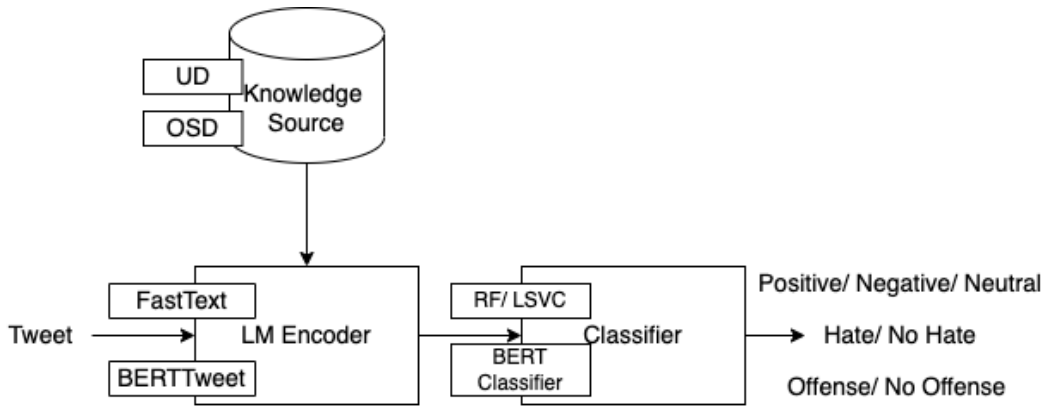 UD
OSD
Knowledge
Source
FastText
Tweet
LM Encoder
BERTTweet
RF/ LSVC
Classifier
BERT
Classifier
Positive/ Negative/ Neutral
Hate/ No Hate
Offense/ No Offense